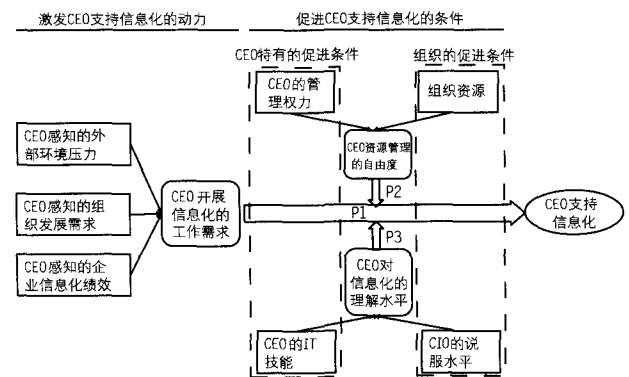 激发CEO支持信息化的动力
促进CEO支持信息化的条件
CEO特有的促进条件
组织的促进条件
CEO的管
理权力
组织资源
CEO感知的外
部环境压力
CEO资源管理
的自由度
P2
CEO感知的组
织发展需求
CEO开展
信息化的
工作需求
P1
CEO支持
信息化
P3
CEO感知的企
业信息化绩效
CEO对
信息化的
理解水平
CEO的IT
技能
CIO的说
服水平